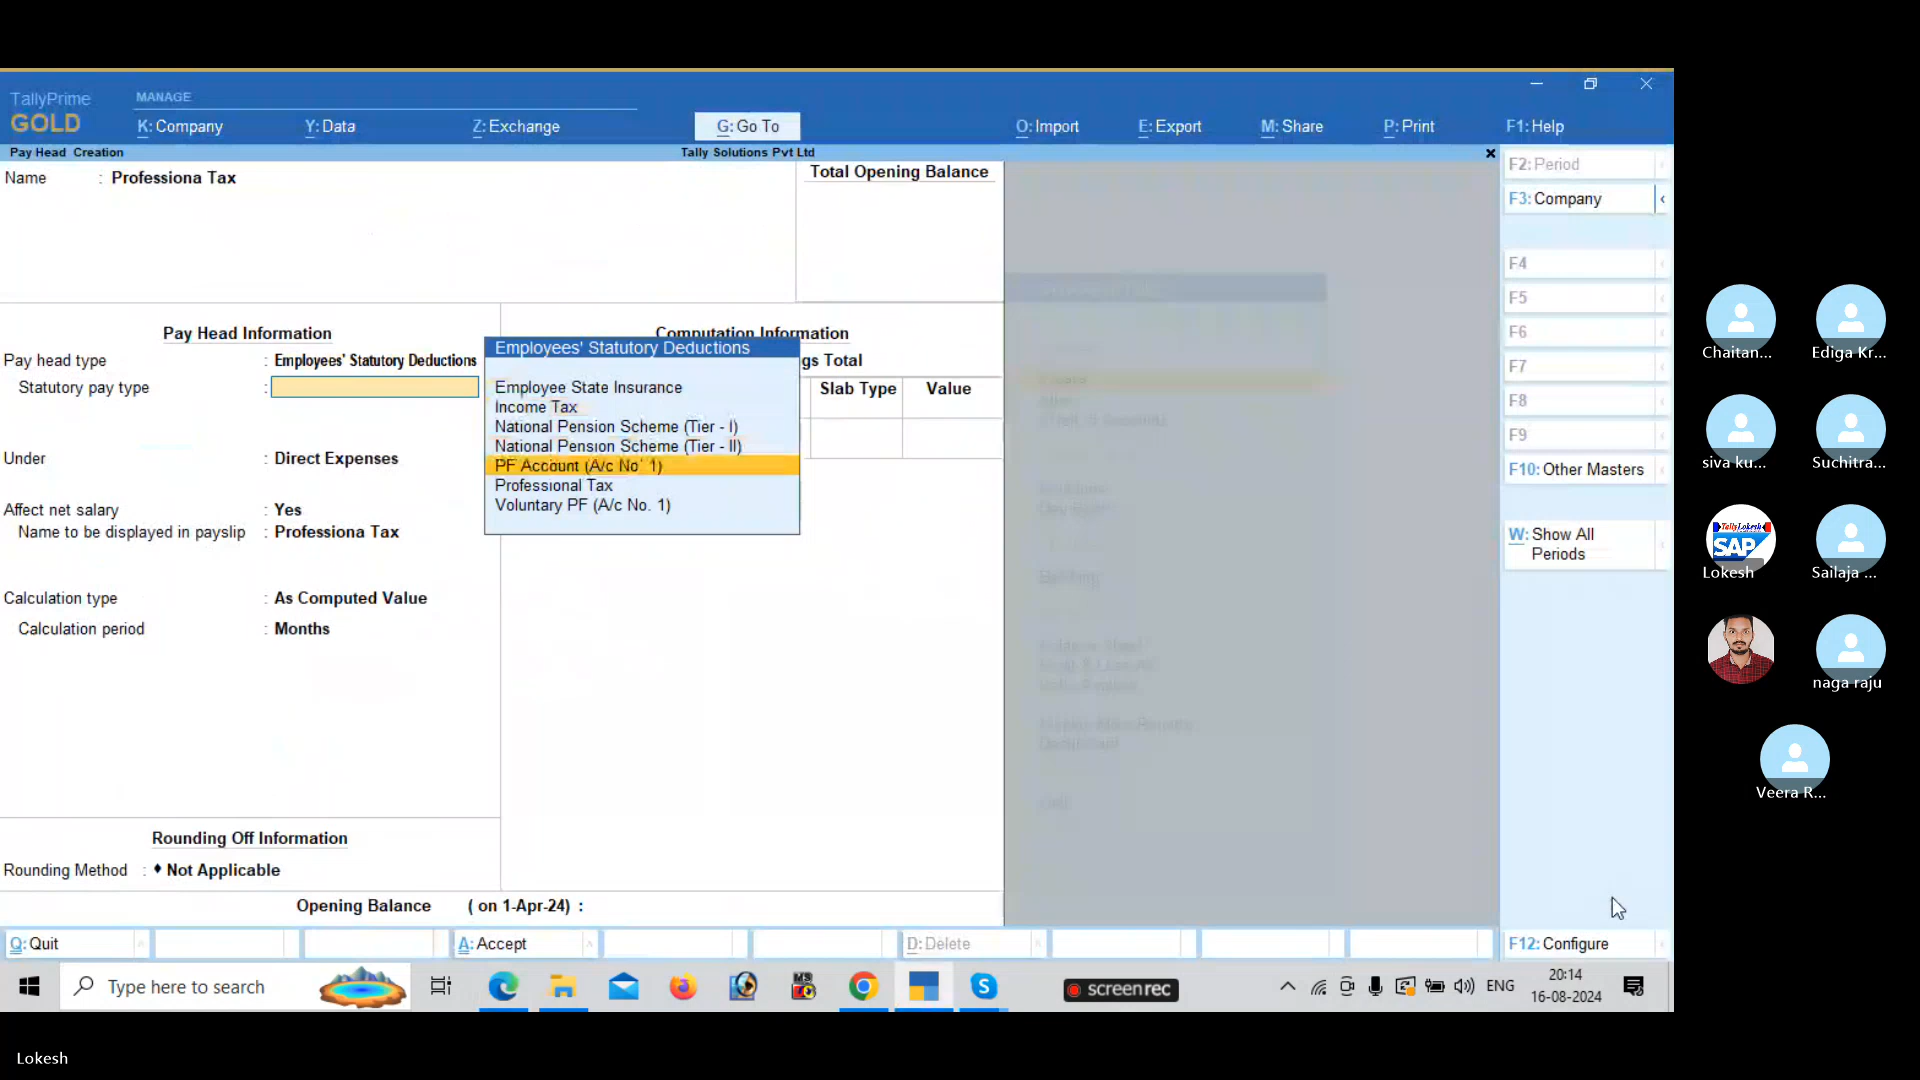 TallyPrime
GOLD
MANAGE
K: Company
Y: Data
Z: Exchange
G: Go To
O: Import
E: Export
M: Share
P: Print
F1: Help
Pay Head Creation
Tally Solutions Pvt Ltd
Name : Professiona Tax
Total Opening Balance
Pay Head Information
Pay head type : Employees' Statutory Deductions
Statutory pay type :
Under : Direct Expenses
Affect net salary : Yes
Name to be displayed in payslip : Professiona Tax
Calculation type : As Computed Value
Calculation period : Months
Computation Information
gs Total
Slab Type
Value
Employees' Statutory Deductions
Employee State Insurance
Income Tax
National Pension Scheme (Tier - I)
National Pension Scheme (Tier - II)
PF Account (A/c No. 1)
Professional Tax
Voluntary PF (A/c No. 1)
Rounding Off Information
Rounding Method : ♦ Not Applicable
Opening Balance ( on 1-Apr-24) :
F2: Period
F3: Company
F4
F5
F6
F7
F8
F9
F10: Other Masters
W: Show All
Periods
F12: Configure
Q: Quit
A: Accept
D: Delete
Type here to search
screenrec
ENG
20:14
16-08-2024
Chaitan...
Ediga Kr...
siva ku...
Suchitra...
TallyLokesh
SAP
Lokesh
Sailaja ...
naga raju
Veera R...
Lokesh